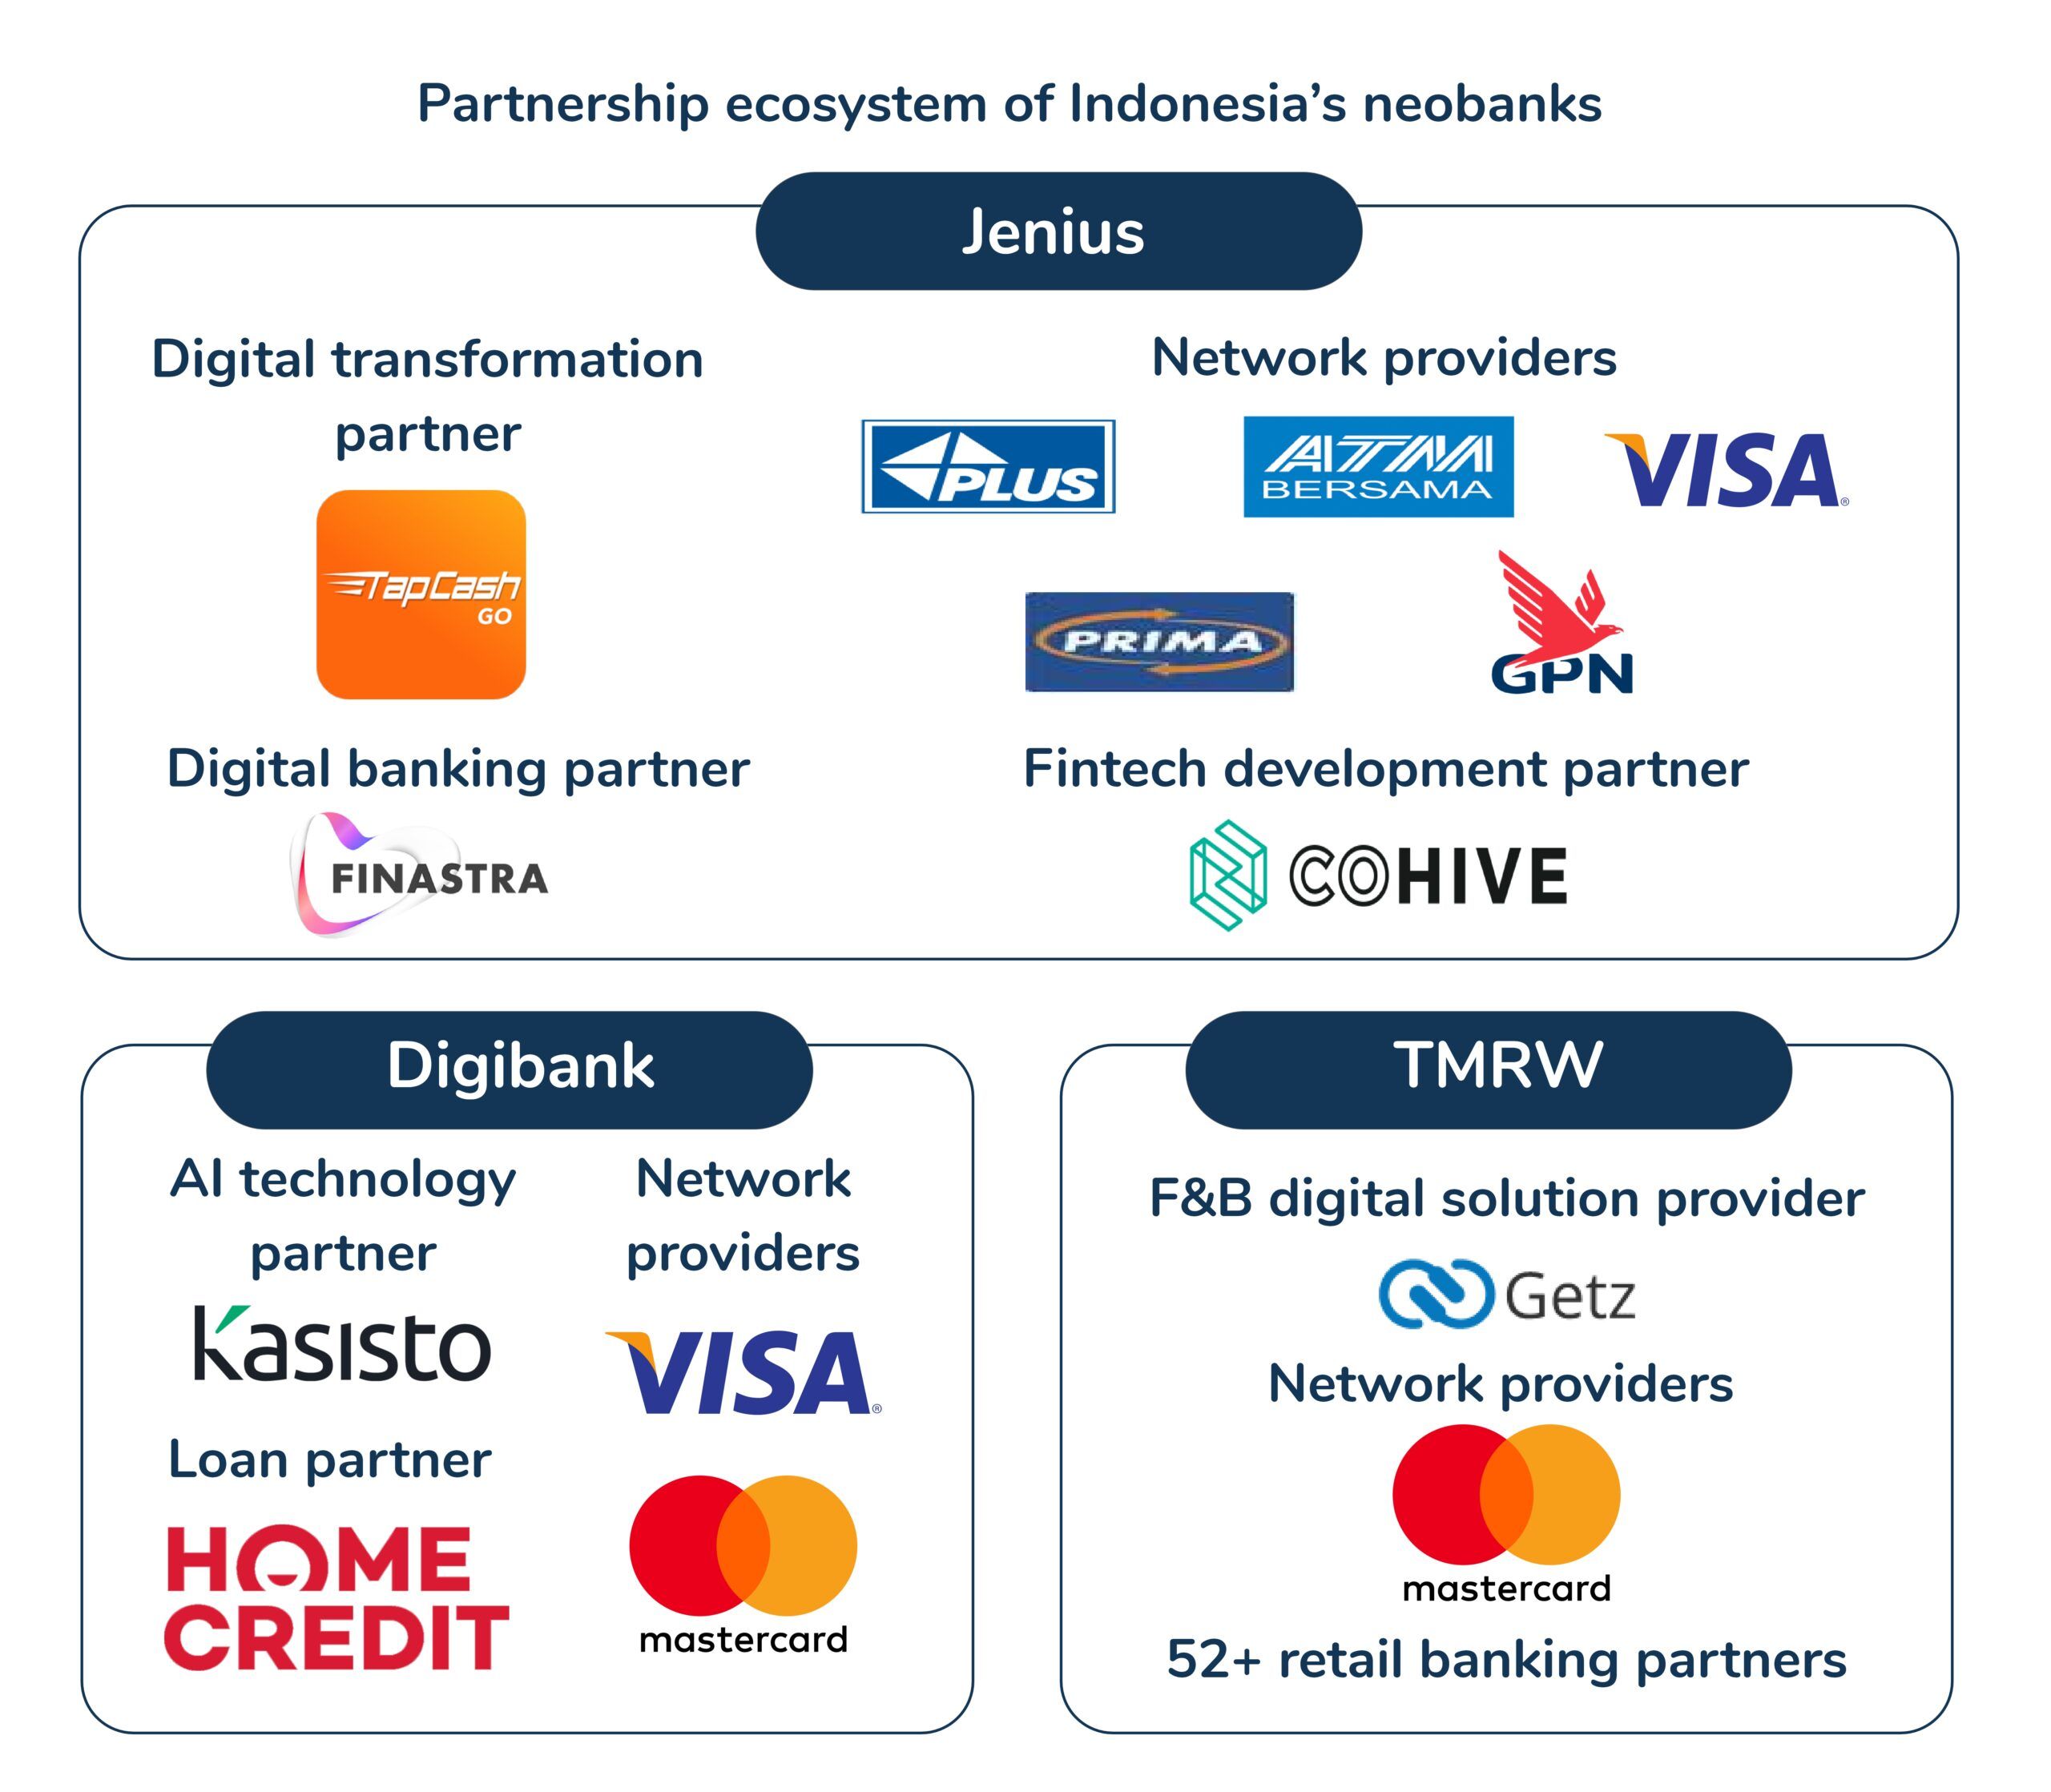 Partnership ecosystem of Indonesia's neobanks
Jenius
Digital transformation
partner
TapCash
GO
Network providers
PLUS
ATM
BERSAMA
VISA
®
PRIMA
GPN
Digital banking partner
FINASTRA
Fintech development partner
COHIVE
Digibank
AI technology
partner
Kasisto
Loan partner
HOME
CREDIT
Network
providers
VISA
®
mastercard
TMRW
F&B digital solution provider
Getz
Network providers
mastercard
52+ retail banking partners